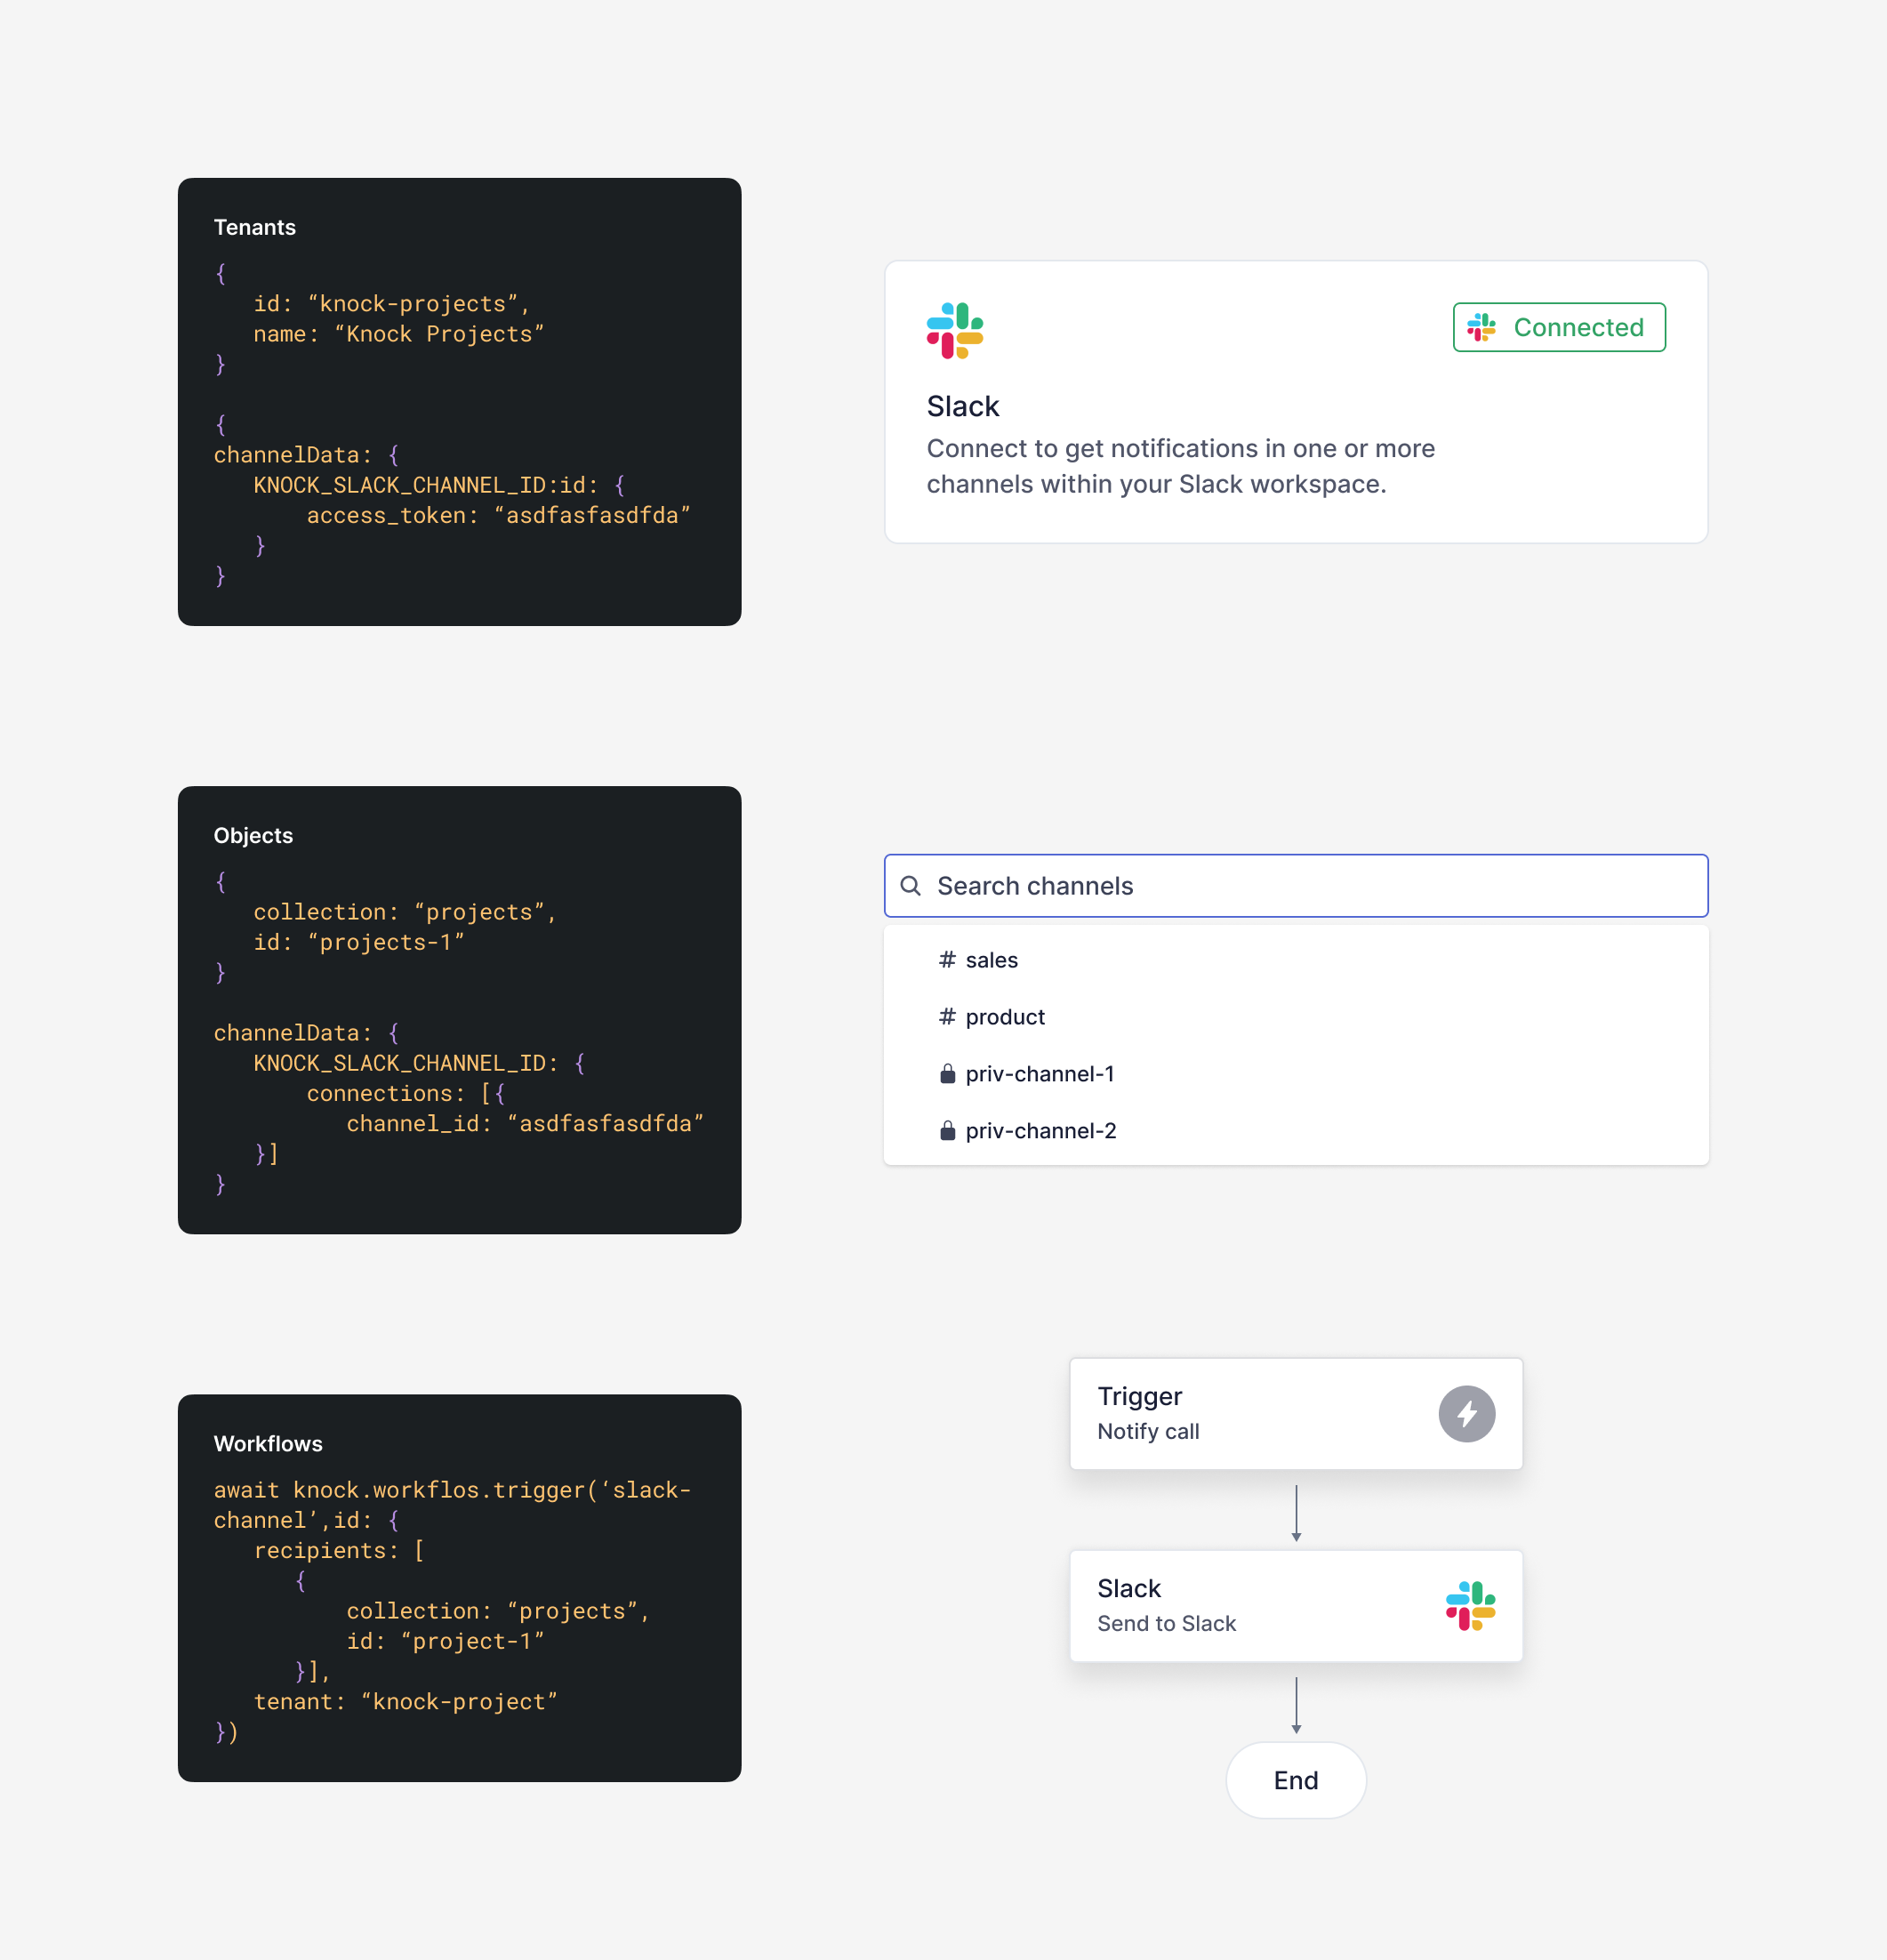 Tenants
{
id: “knock-projects”,
name: “Knock Projects”
}
{
channelData: {
KNOCK_SLACK_CHANNEL_ID:id: {
access_token: “asdfasfasdfda”
}
}
Connected
Slack
Connect to get notifications in one or more
channels within your Slack workspace.
Objects
{
collection: “projects”,
id: “projects-1”
}
channelData: {
KNOCK_SLACK_CHANNEL_ID: {
connections: [{
channel_id: “asdfasfasdfda”
}]
}
Search channels
# sales
# product
priv-channel-1
priv-channel-2
Workflows
await knock.workflos.trigger(‘slack-
channel’,id: {
recipients: [
{
collection: “projects”,
id: “project-1”
}],
tenant: “knock-project”
})
Trigger
Notify call
Slack
Send to Slack
End